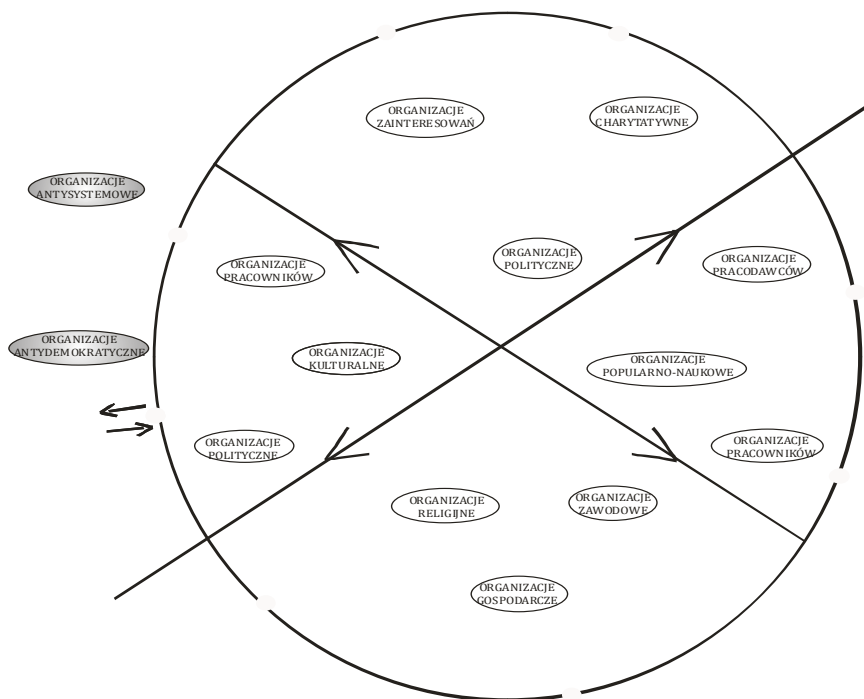 ORGANIZACJE
ZAINTERESOWAŃ
ORGANIZACJE
CHARYTATYWNE
ORGANIZACJE
ANTYSYSTEMOWE
ORGANIZACJE
PRACOWNIKÓW
ORGANIZACJE
POLITYCZNE
ORGANIZACJE
PRACODAWCÓW
ORGANIZACJE
ANTYDEMOKRATYCZNE
ORGANIZACJE
KULTURALNE
ORGANIZACJE
POPULARNO-NAUKOWE
ORGANIZACJE
POLITYCZNE
ORGANIZACJE
PRACOWNIKÓW
ORGANIZACJE
RELIGIJNE
ORGANIZACJE
ZAWODOWE
ORGANIZACJE
GOSPODARCZE